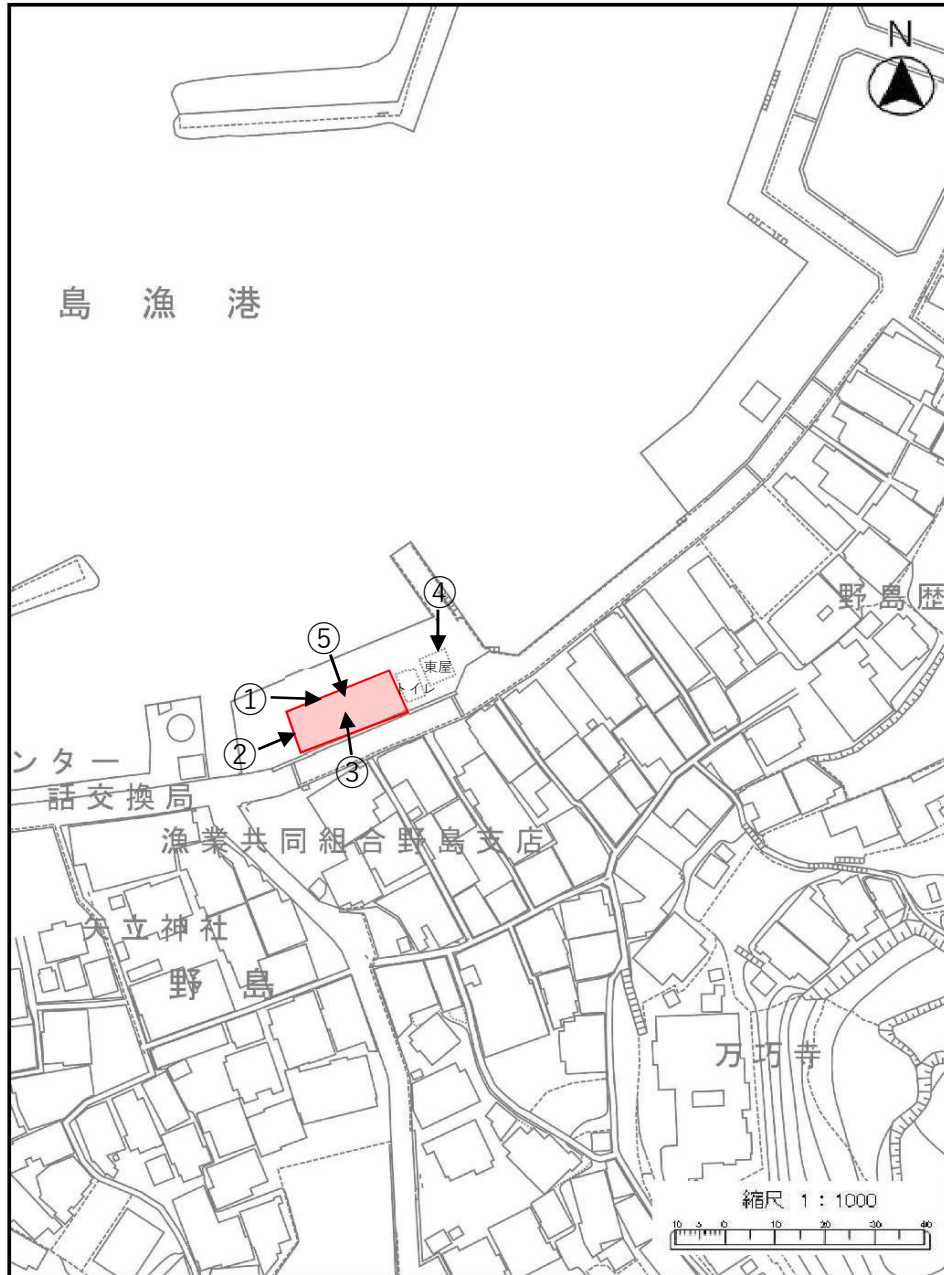 N
島漁港
④
野島歴
⑤
東屋
トイレ
①
②
③
ンター
話交換局
漁業共同組合野島支店
矢立神社
野島
万巧寺
縮尺 1:1000
10 5 0 10 20 30 40